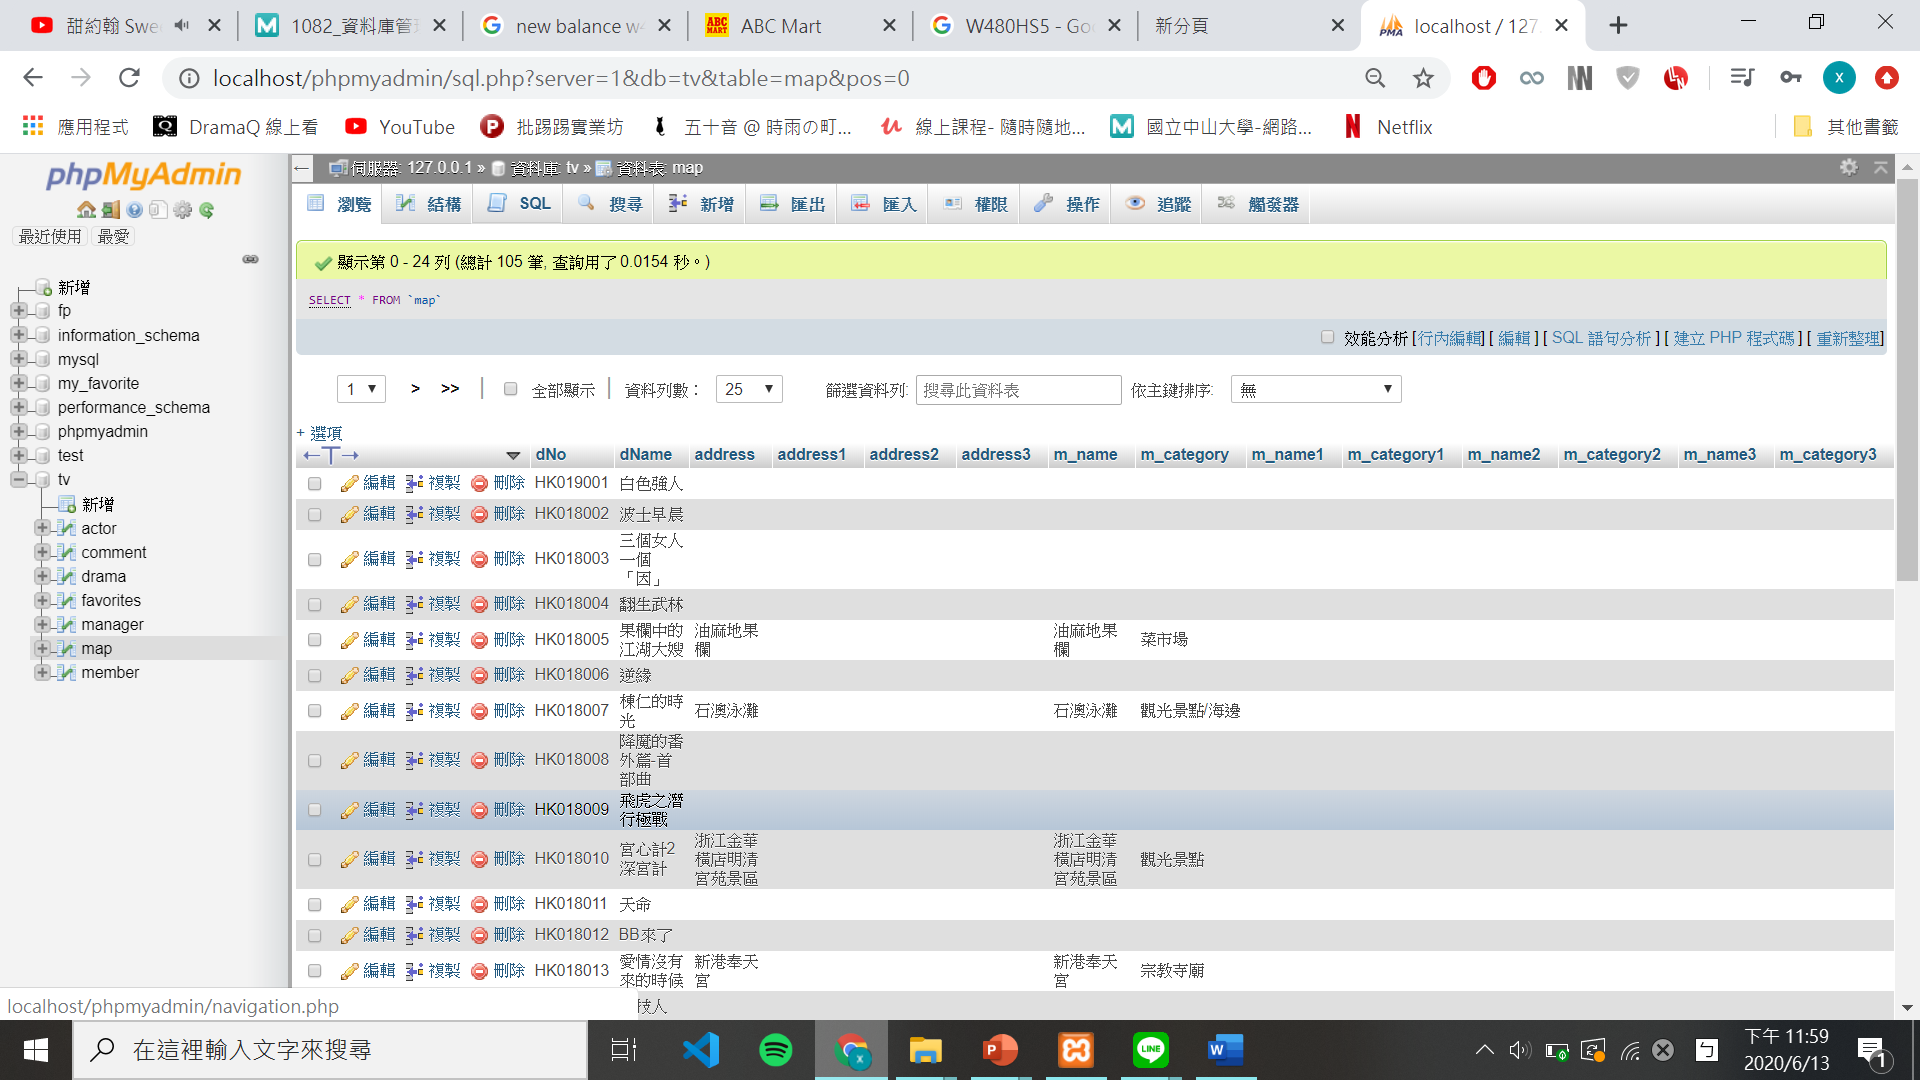 甜約翰 Swe
1082_資料庫管
new balance w4
ABC Mart
W480HS5 - Go
新分頁
localhost / 127.
localhost/phpmyadmin/sql.php?server=1&db=tv&table=map&pos=0
應用程式
DramaQ 線上看
YouTube
批踢踢實業坊
五十音 @ 時雨の町...
線上課程- 隨時隨地...
國立中山大學-網路...
Netflix
其他書籤
phpMyAdmin
最近使用 最愛
新增
fp
information_schema
mysql
my_favorite
performance_schema
phpmyadmin
test
tv
新增
actor
comment
drama
favorites
manager
map
member
伺服器: 127.0.0.1 » 資料庫: tv » 資料表: map
瀏覽 結構 SQL 搜尋 新增 匯出 匯入 權限 操作 追蹤 觸發器
顯示第 0 - 24 列 (總計 105 筆, 查詢用了 0.0154 秒。)
SELECT * FROM `map`
效能分析 [行內編輯] [ 編輯 ] [ SQL 語句分析 ] [ 建立 PHP 程式碼 ] [ 重新整理]
1 > >> | 全部顯示 | 資料列數： 25 篩選資料列: 搜尋此資料表 依主鍵排序: 無
+ 選項
←T→ dNo dName address address1 address2 address3 m_name m_category m_name1 m_category1 m_name2 m_category2 m_name3 m_category3
編輯 複製 刪除 HK019001 白色強人
編輯 複製 刪除 HK018002 波士早晨
編輯 複製 刪除 HK018003 三個女人一個「因」
編輯 複製 刪除 HK018004 翻生武林
編輯 複製 刪除 HK018005 果欄中的江湖大嫂 油麻地果欄 油麻地果欄 菜市場
編輯 複製 刪除 HK018006 逆緣
編輯 複製 刪除 HK018007 棟仁的時光 石澳泳灘 石澳泳灘 觀光景點/海邊
編輯 複製 刪除 HK018008 降魔的番外篇-首部曲
編輯 複製 刪除 HK018009 飛虎之潛行極戰
編輯 複製 刪除 HK018010 宮心計2深宮計 浙江金華橫店明清宮苑景區 浙江金華橫店明清宮苑景區 觀光景點
編輯 複製 刪除 HK018011 天命
編輯 複製 刪除 HK018012 BB來了
編輯 複製 刪除 HK018013 愛情沒有來的時候 新港奉天宮 新港奉天宮 宗教寺廟
技人
localhost/phpmyadmin/navigation.php
在這裡輸入文字來搜尋
下午 11:59
2020/6/13
1